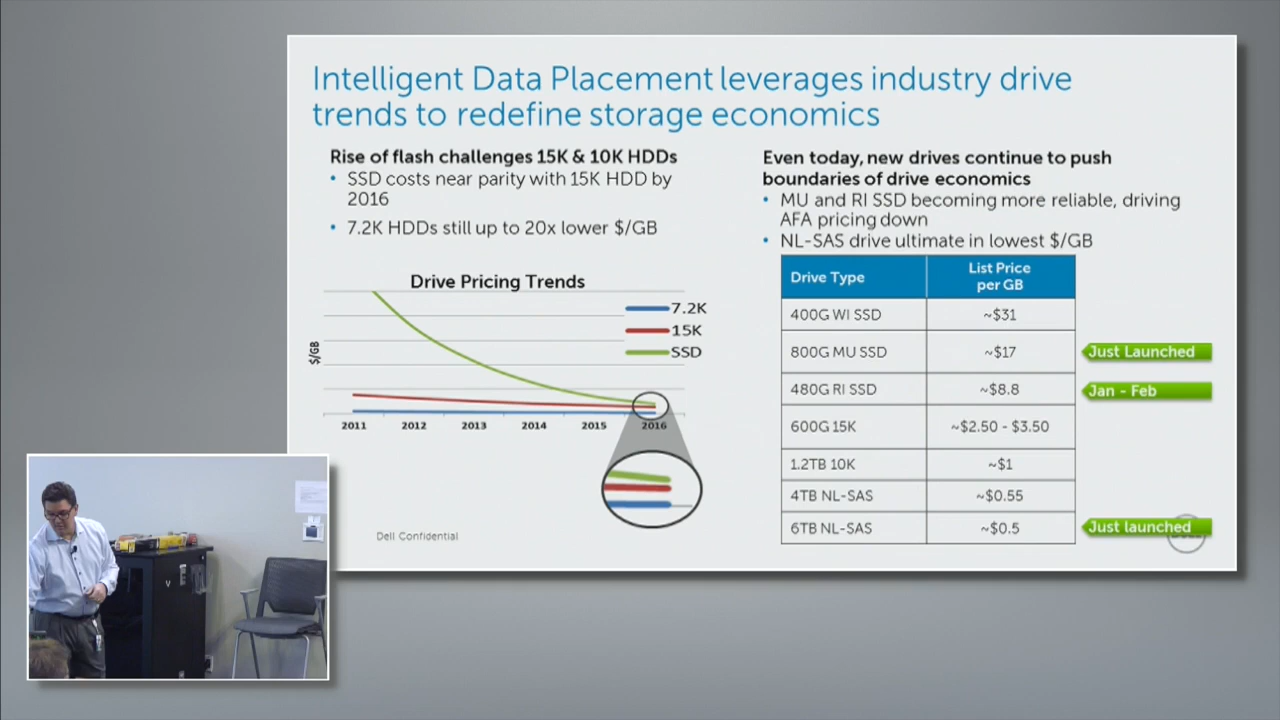 Intelligent Data Placement leverages industry drive
trends to redefine storage economics
Rise of flash challenges 15K & 10K HDDs
• SSD costs near parity with 15K HDD by
2016
• 7.2K HDDs still up to 20x lower $/GB
Drive Pricing Trends
$/GB
7.2K
15K
SSD
2011 2012 2013 2014 2015 2016
Dell Confidential
Even today, new drives continue to push
boundaries of drive economics
• MU and RI SSD becoming more reliable, driving
AFA pricing down
• NL-SAS drive ultimate in lowest $/GB
Drive Type List Price
per GB
400G WI SSD ~$31
800G MU SSD ~$17 Just Launched
480G RI SSD ~$8.8 Jan - Feb
600G 15K ~$2.50 - $3.50
1.2TB 10K ~$1
4TB NL-SAS ~$0.55
6TB NL-SAS ~$0.5 Just launched